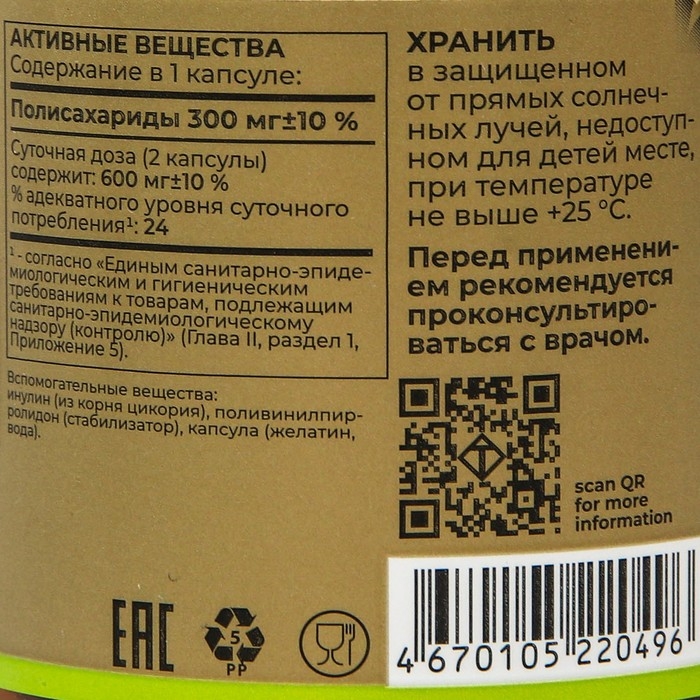 АКТИВНЫЕ ВЕЩЕСТВА
Содержание в 1 капсуле:
Полисахариды 300 мг±10 %
Суточная доза (2 капсулы)
содержит: 600 мг±10 %
% адекватного уровня суточного
потребления¹: 24
¹ - согласно «Единым санитарно-эпиде-
миологическим и гигиеническим
требованиям к товарам, подлежащим
санитарно-эпидемиологическому
надзору (контролю)» (Глава II, раздел 1,
Приложение 5).
Вспомогательные вещества:
инулин (из корня цикория), поливинилпир-
ролидон (стабилизатор), капсула (желатин,
вода).
ХРАНИТЬ
в защищенном
от прямых солнеч-
ных лучей, недоступ-
ном для детей месте,
при температуре
не выше +25 °С.
Перед применени-
ем рекомендуется
проконсультиро-
ваться с врачом.
scan QR
for more
information
EAC
5
PP
4 670105 220496